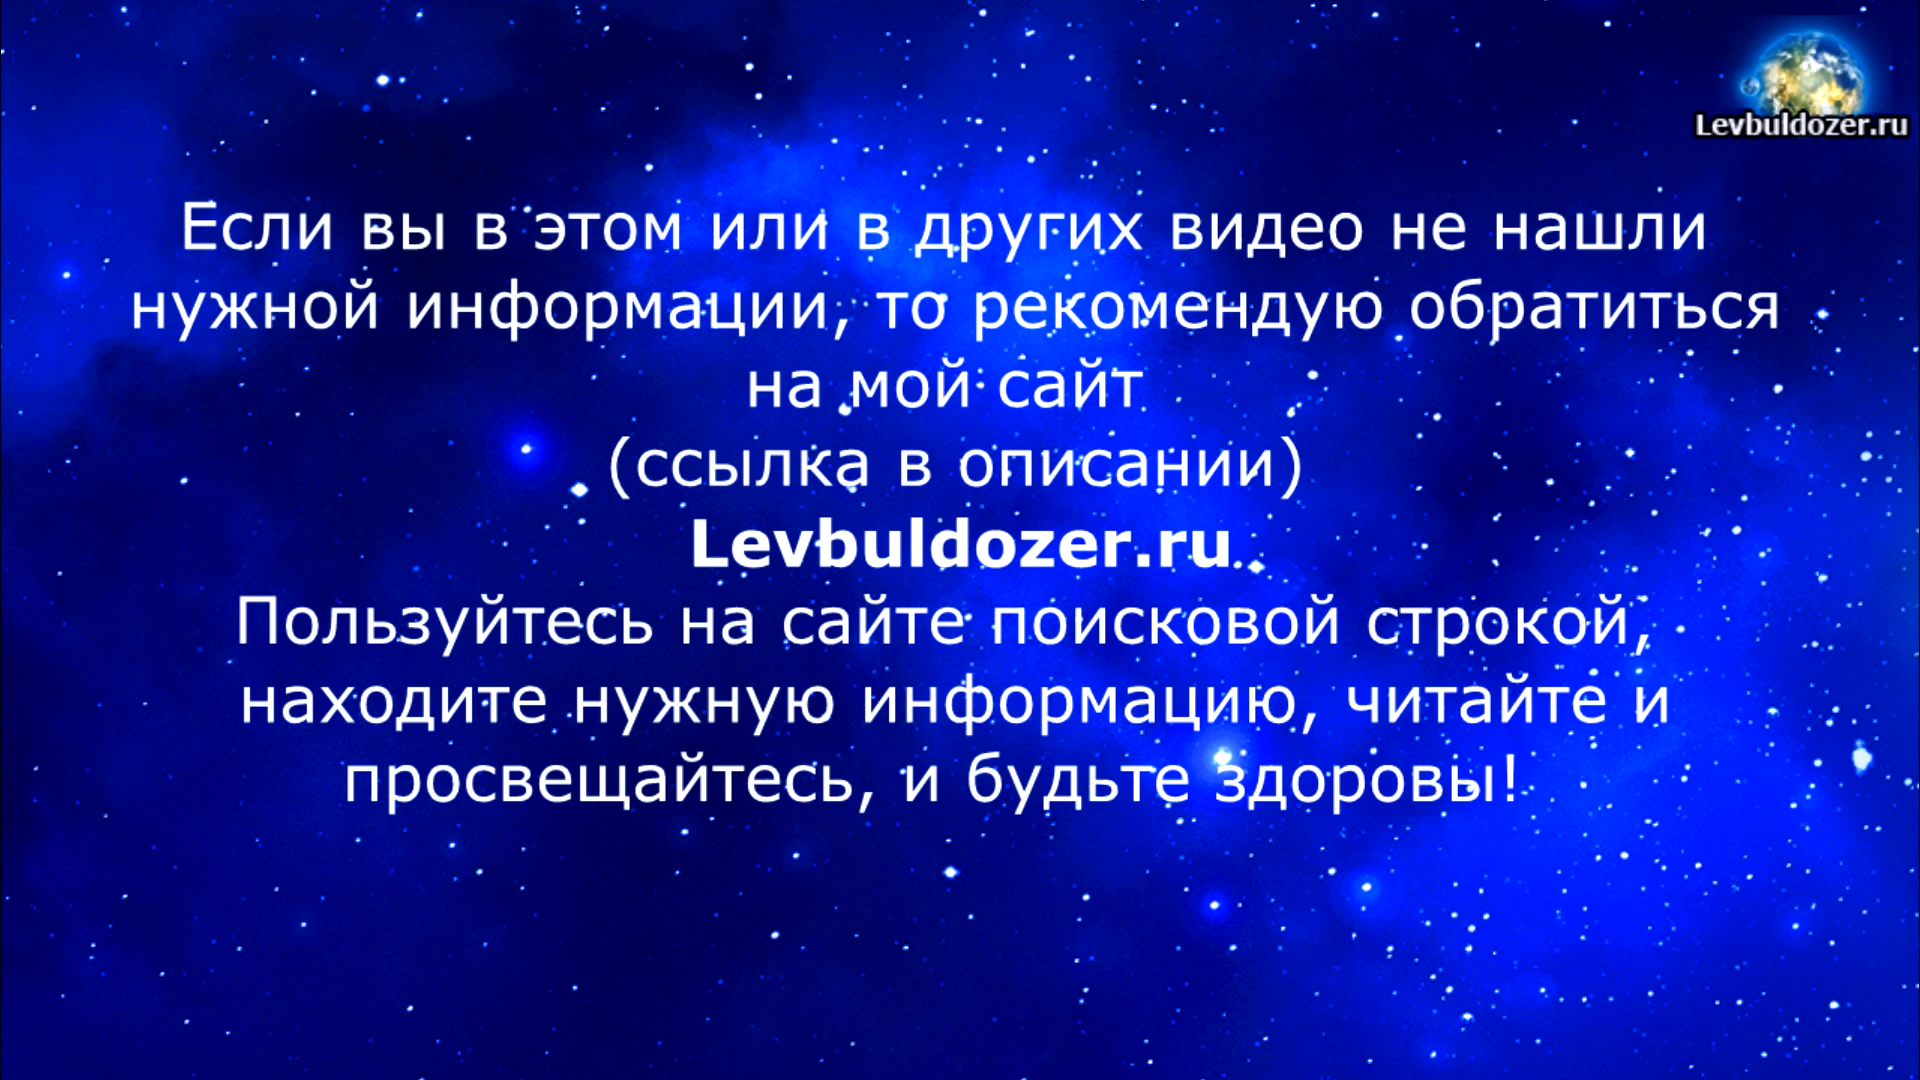 Levbuldozer.ru
Если вы в этом или в других видео не нашли
нужной информации, то рекомендую обратиться
на мой сайт
(ссылка в описании)
Levbuldozer.ru
Пользуйтесь на сайте поисковой строкой,
находите нужную информацию, читайте и
просвещайтесь, и будьте здоровы!